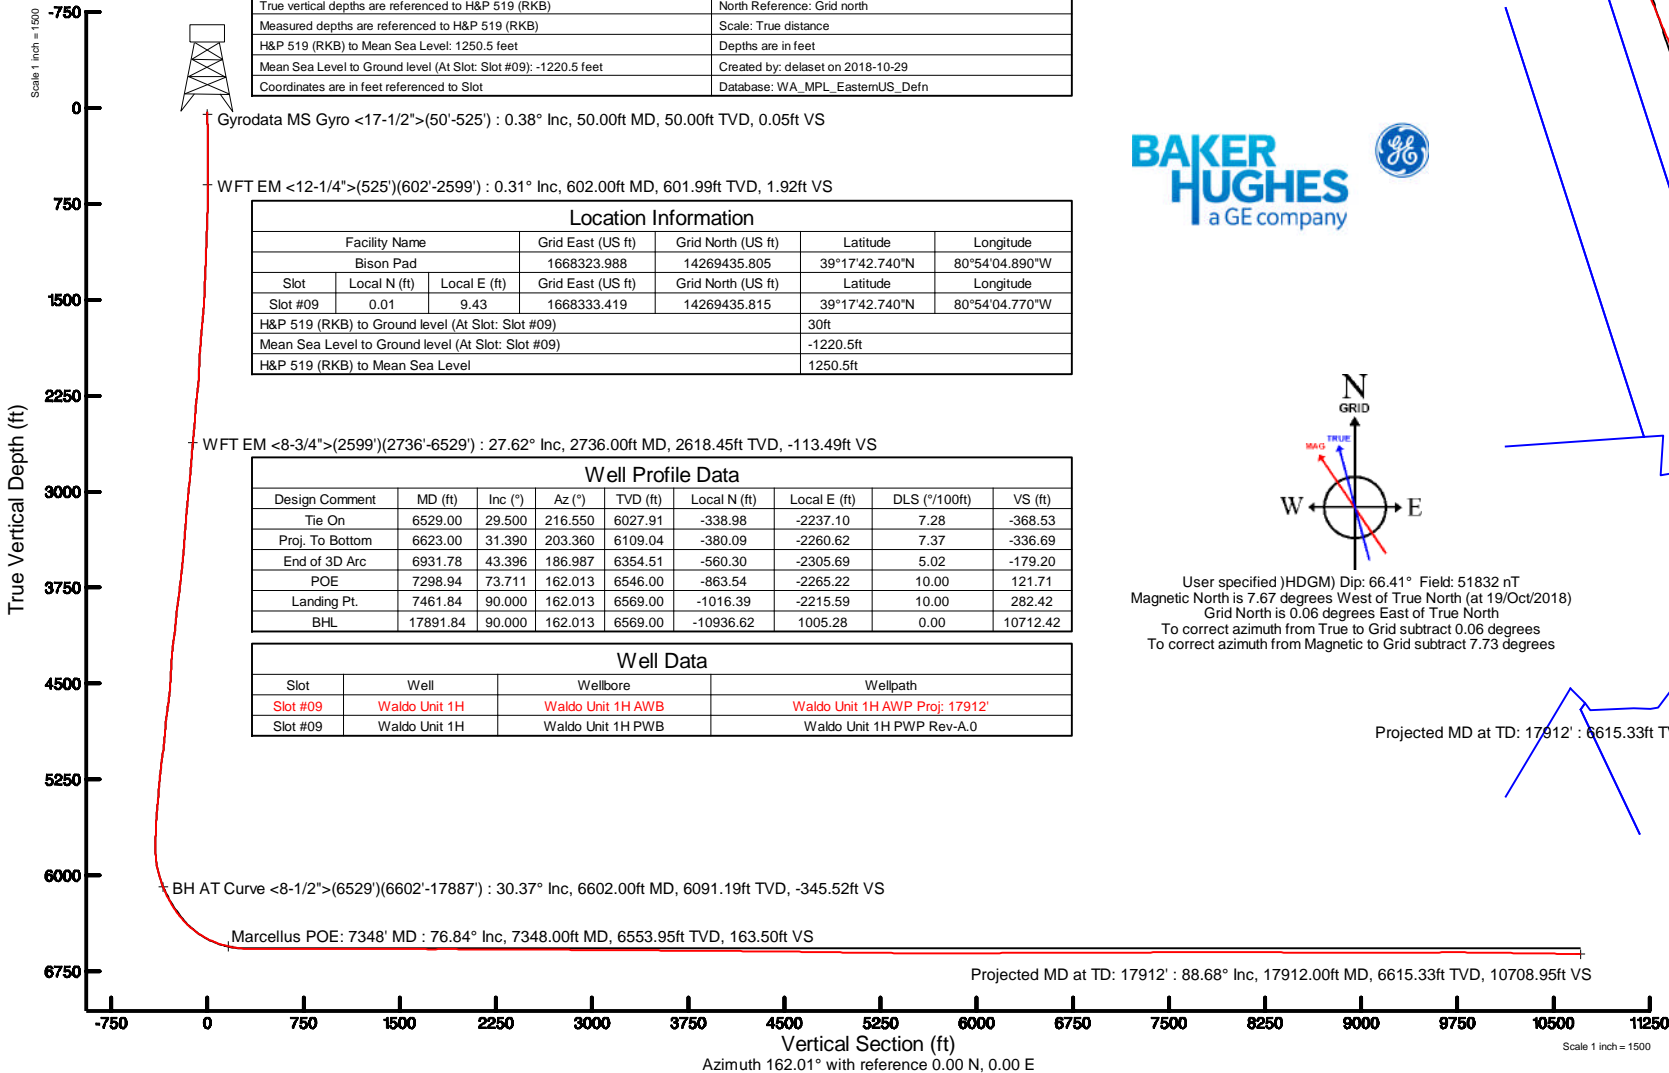 True vertical depths are referenced to H&P 519 (RKB) North Reference: Grid north
Measured depths are referenced to H&P 519 (RKB) Scale: True distance
H&P 519 (RKB) to Mean Sea Level: 1250.5 feet Depths are in feet
Mean Sea Level to Ground level (At Slot: Slot #09): -1220.5 feet Created by: delaset on 2018-10-29
Coordinates are in feet referenced to Slot Database: WA_MPL_EasternUS_Defn
Scale 1 inch = 1500
True Vertical Depth (ft)
-750
0
750
1500
2250
3000
3750
4500
5250
6000
6750
Gyrodata MS Gyro <17-1/2">(50'-525') : 0.38° Inc, 50.00ft MD, 50.00ft TVD, 0.05ft VS
WFT EM <12-1/4">(525')(602'-2599') : 0.31° Inc, 602.00ft MD, 601.99ft TVD, 1.92ft VS
BAKER
HUGHES
a GE company
GE
Location Information
Facility Name Grid East (US ft) Grid North (US ft) Latitude Longitude
Bison Pad 1668323.988 14269435.805 39°17'42.740"N 80°54'04.890"W
Slot Local N (ft) Local E (ft) Grid East (US ft) Grid North (US ft) Latitude Longitude
Slot #09 0.01 9.43 1668333.419 14269435.815 39°17'42.740"N 80°54'04.770"W
H&P 519 (RKB) to Ground level (At Slot: Slot #09) 30ft
Mean Sea Level to Ground level (At Slot: Slot #09) -1220.5ft
H&P 519 (RKB) to Mean Sea Level 1250.5ft
WFT EM <8-3/4">(2599')(2736'-6529') : 27.62° Inc, 2736.00ft MD, 2618.45ft TVD, -113.49ft VS
Well Profile Data
Design Comment MD (ft) Inc (°) Az (°) TVD (ft) Local N (ft) Local E (ft) DLS (°/100ft) VS (ft)
Tie On 6529.00 29.500 216.550 6027.91 -338.98 -2237.10 7.28 -368.53
Proj. To Bottom 6623.00 31.390 203.360 6109.04 -380.09 -2260.62 7.37 -336.69
End of 3D Arc 6931.78 43.396 186.987 6354.51 -560.30 -2305.69 5.02 -179.20
POE 7298.94 73.711 162.013 6546.00 -863.54 -2265.22 10.00 121.71
Landing Pt. 7461.84 90.000 162.013 6569.00 -1016.39 -2215.59 10.00 282.42
BHL 17891.84 90.000 162.013 6569.00 -10936.62 1005.28 0.00 10712.42
N
GRID
MAG TRUE
W E
User specified )HDGM) Dip: 66.41° Field: 51832 nT
Magnetic North is 7.67 degrees West of True North (at 19/Oct/2018)
Grid North is 0.06 degrees East of True North
To correct azimuth from True to Grid subtract 0.06 degrees
To correct azimuth from Magnetic to Grid subtract 7.73 degrees
Well Data
Slot Well Wellbore Wellpath
Slot #09 Waldo Unit 1H Waldo Unit 1H AWB Waldo Unit 1H AWP Proj: 17912'
Slot #09 Waldo Unit 1H Waldo Unit 1H PWB Waldo Unit 1H PWP Rev-A.0
Projected MD at TD: 17912' : 6615.33ft TV
BH AT Curve <8-1/2">(6529')(6602'-17887') : 30.37° Inc, 6602.00ft MD, 6091.19ft TVD, -345.52ft VS
Marcellus POE: 7348' MD : 76.84° Inc, 7348.00ft MD, 6553.95ft TVD, 163.50ft VS
Projected MD at TD: 17912' : 88.68° Inc, 17912.00ft MD, 6615.33ft TVD, 10708.95ft VS
-750 0 750 1500 2250 3000 3750 4500 5250 6000 6750 7500 8250 9000 9750 10500 11250
Vertical Section (ft)
Scale 1 inch = 1500
Azimuth 162.01° with reference 0.00 N, 0.00 E